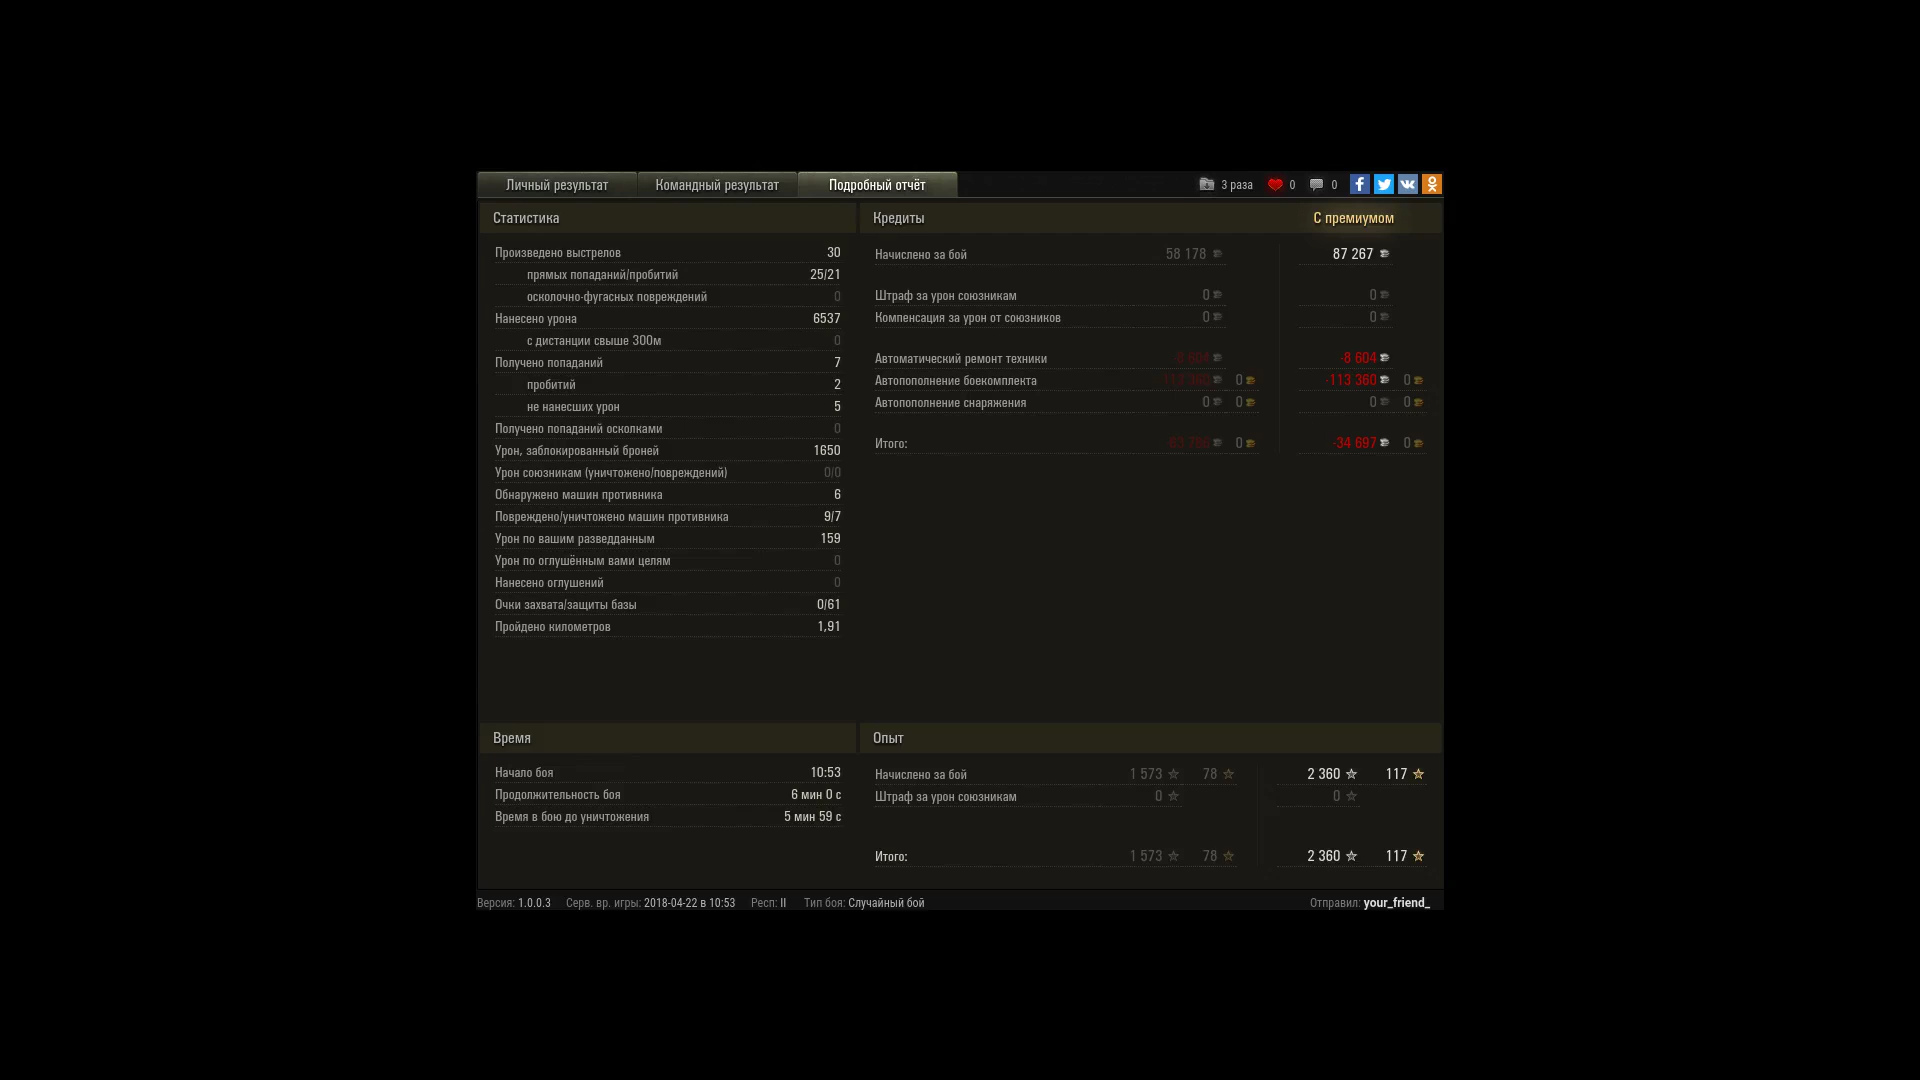 Личный результат Командный результат Подробный отчёт 3 раза 0 0
Статистика
Произведено выстрелов 30
прямых попаданий/пробитий 25/21
осколочно-фугасных повреждений 0
Нанесено урона 6537
с дистанции свыше 300м 0
Получено попаданий 7
пробитий 2
не нанесших урон 5
Получено попаданий осколками 0
Урон, заблокированный броней 1650
Урон союзникам (уничтожено/повреждений) 0/0
Обнаружено машин противника 6
Повреждено/уничтожено машин противника 9/7
Урон по вашим разведданным 159
Урон по оглушённым вами целям 0
Нанесено оглушений 0
Очки захвата/защиты базы 0/61
Пройдено километров 1,91
Кредиты С премиумом
Начислено за бой 58 178 87 267
Штраф за урон союзникам 0 0
Компенсация за урон от союзников 0 0
Автоматический ремонт техники -8 604 -8 604
Автопополнение боекомплекта -113 360 0 -113 360 0
Автопополнение снаряжения 0 0 0 0
Итого: -63 786 0 -34 697 0
Время
Начало боя 10:53
Продолжительность боя 6 мин 0 с
Время в бою до уничтожения 5 мин 59 с
Опыт
Начислено за бой 1 573 78 2 360 117
Штраф за урон союзникам 0 0
Итого: 1 573 78 2 360 117
Версия: 1.0.0.3 Серв. вр. игры: 2018-04-22 в 10:53 Респ: II Тип боя: Случайный бой Отправил: your_friend_